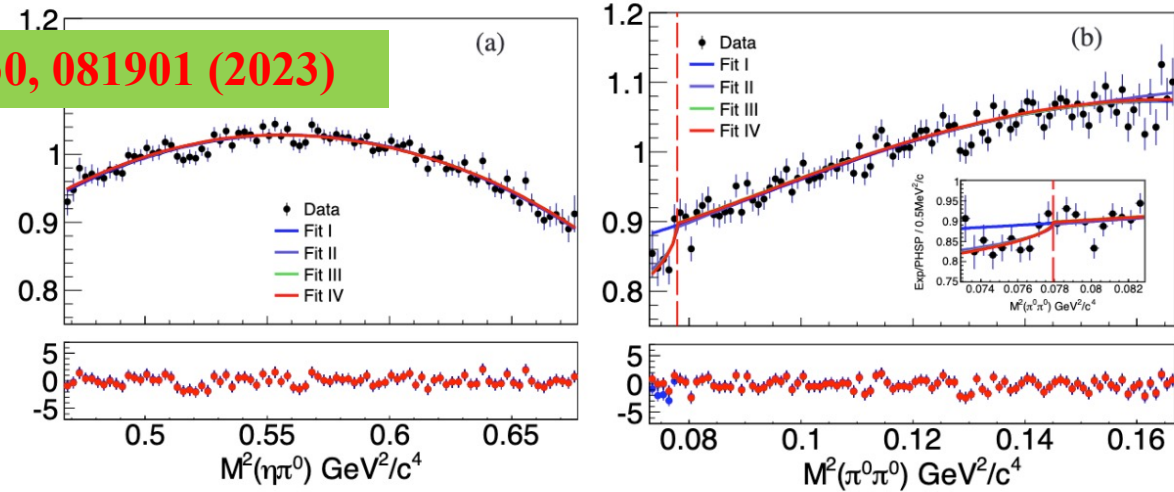 1.2
0, 081901 (2023)
(a)
1
0.9
0.8
Data
Fit I
Fit II
Fit III
Fit IV
5
0
-5
0.5
0.55
0.6
0.65
M²(ηπ⁰) GeV²/c⁴
1.2
(b)
Data
Fit I
Fit II
Fit III
Fit IV
1.1
1
0.9
0.8
Exp/PHSP / 0.5MeV²/c
1
0.95
0.9
0.85
0.8
0.75
0.074
0.076
0.078
0.08
0.082
M²(π⁰π⁰) GeV²/c⁴
5
0
-5
0.08
0.1
0.12
0.14
0.16
M²(π⁰π⁰) GeV²/c⁴